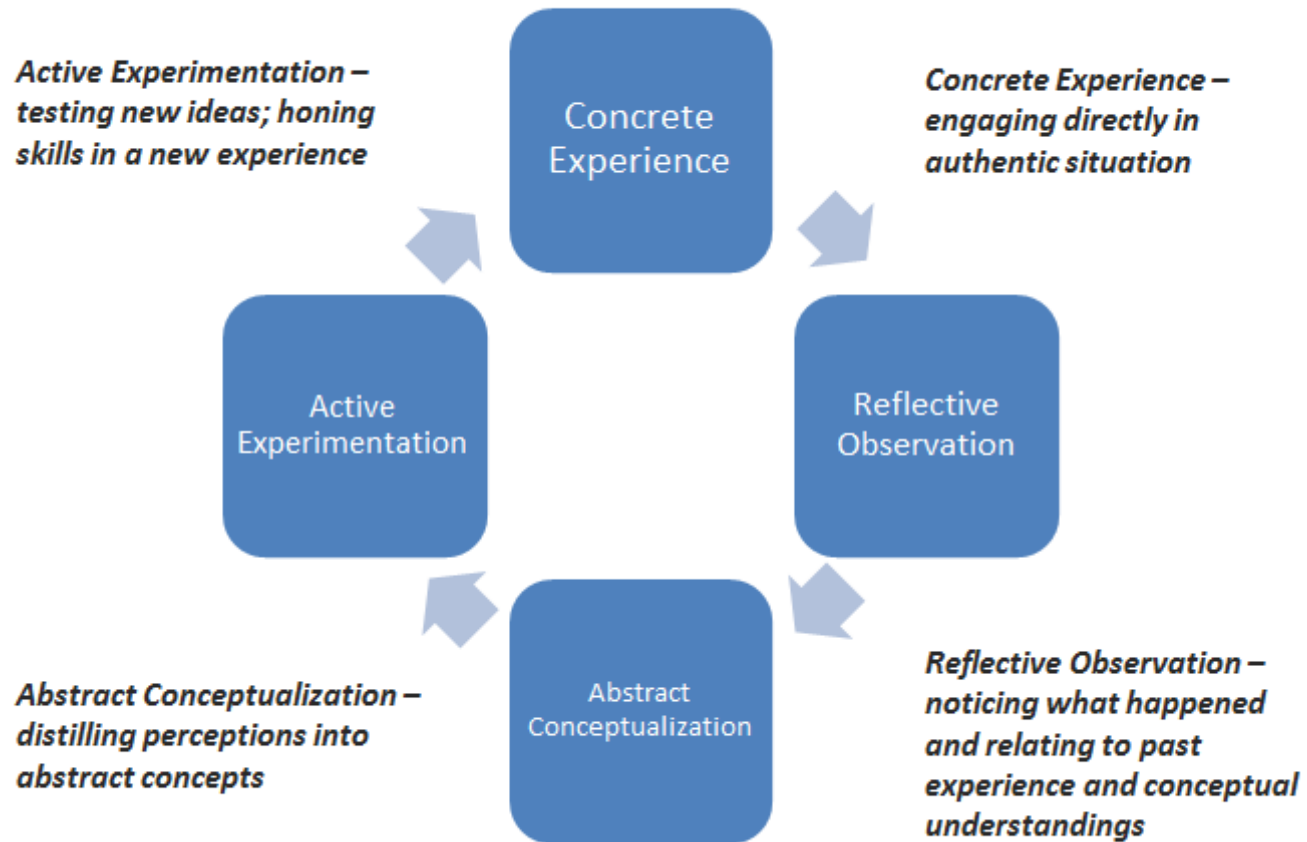 Active Experimentation –
testing new ideas; honing
skills in a new experience
Concrete
Experience
Concrete Experience –
engaging directly in
authentic situation
Active
Experimentation
Reflective
Observation
Abstract Conceptualization –
distilling perceptions into
abstract concepts
Abstract
Conceptualization
Reflective Observation –
noticing what happened
and relating to past
experience and conceptual
understandings